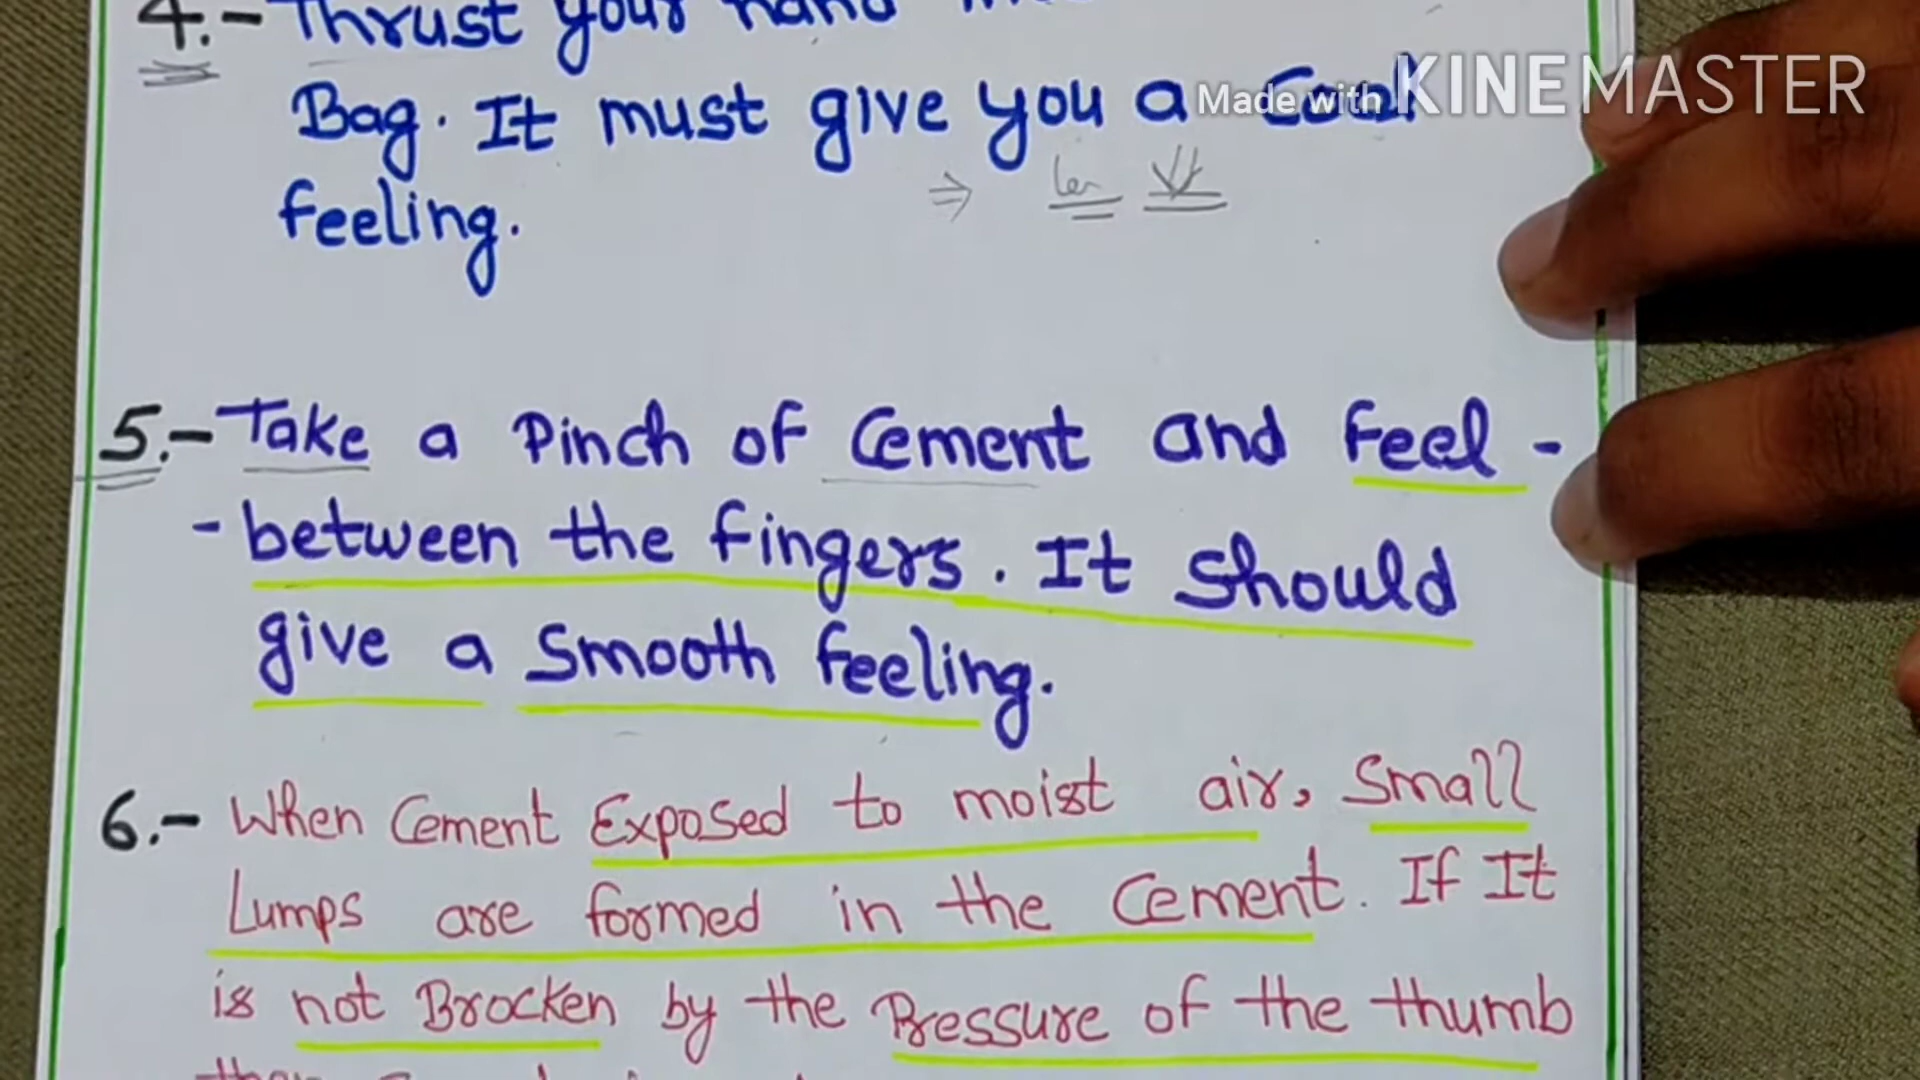 4.- Thrust your hand
Bag. It must give you a Cool
feeling.
5.- Take a Pinch of Cement and Feel -
- between the fingers. It should
give a Smooth feeling.
6.- When Cement Exposed to moist air, Small
Lumps are formed in the Cement. If It
is not Brocken by the Pressure of the thumb
Made with KINEMASTER